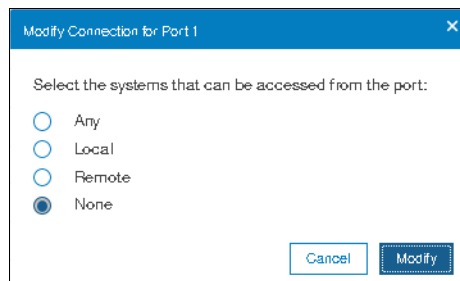 Modify Connection for Port 1
Select the systems that can be accessed from the port:
Any
Local
Remote
None
Cancel Modify